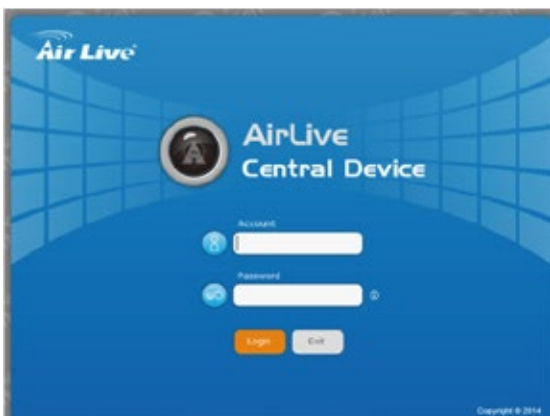 Air Live
AirLive
Central Device
Account
Password
Login
Exit
Copyright © 2014